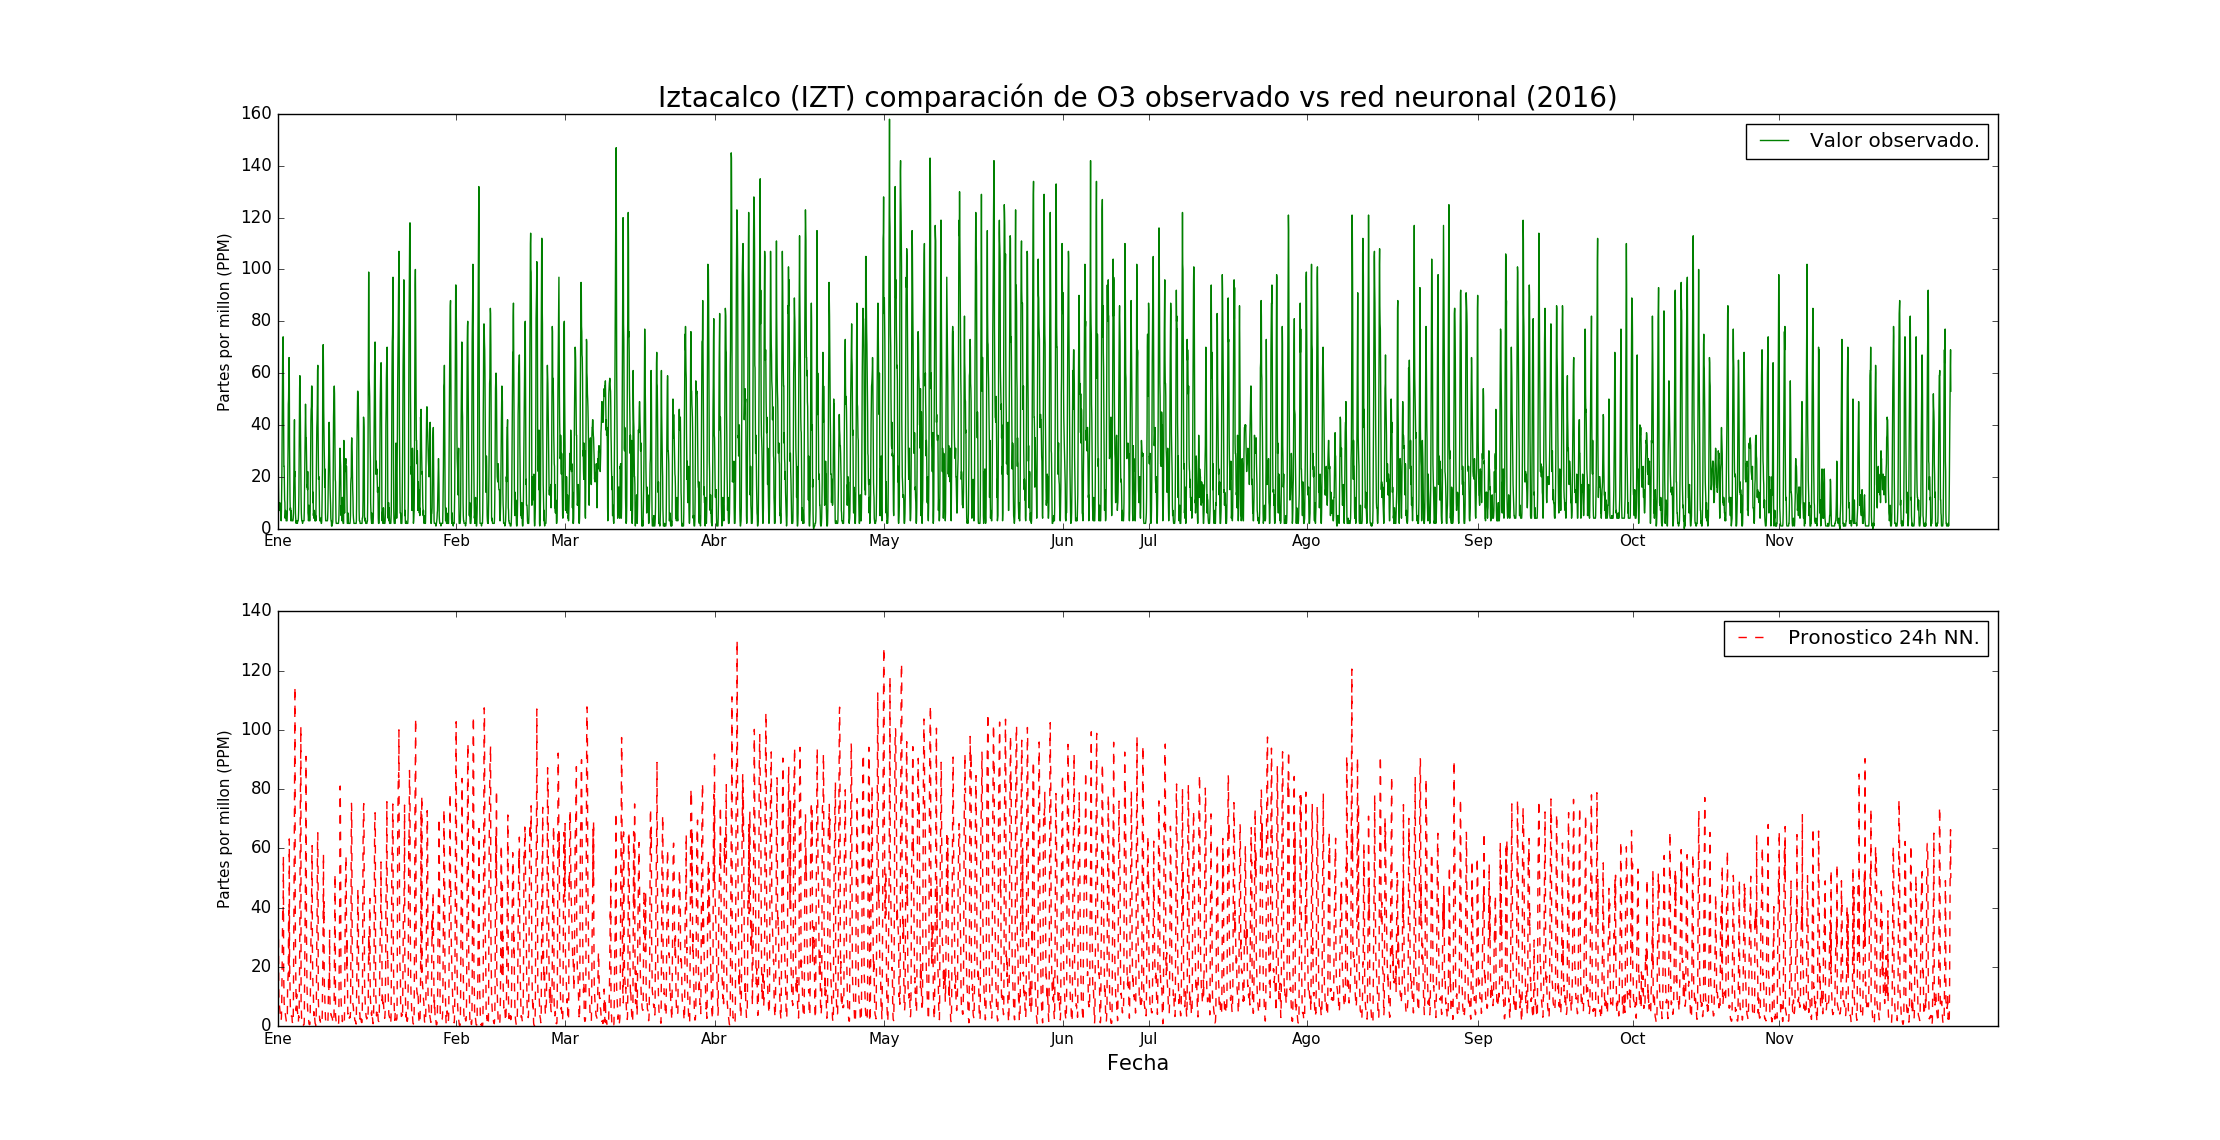 Iztacalco (IZT) comparación de O3 observado vs red neuronal (2016)
Partes por millon (PPM)
160
140
120
100
80
60
40
20
0
Valor observado.
Ene Feb Mar Abr May Jun Jul Ago Sep Oct Nov
Partes por millon (PPM)
140
120
100
80
60
40
20
0
Pronostico 24h NN.
Ene Feb Mar Abr May Jun Jul Ago Sep Oct Nov
Fecha